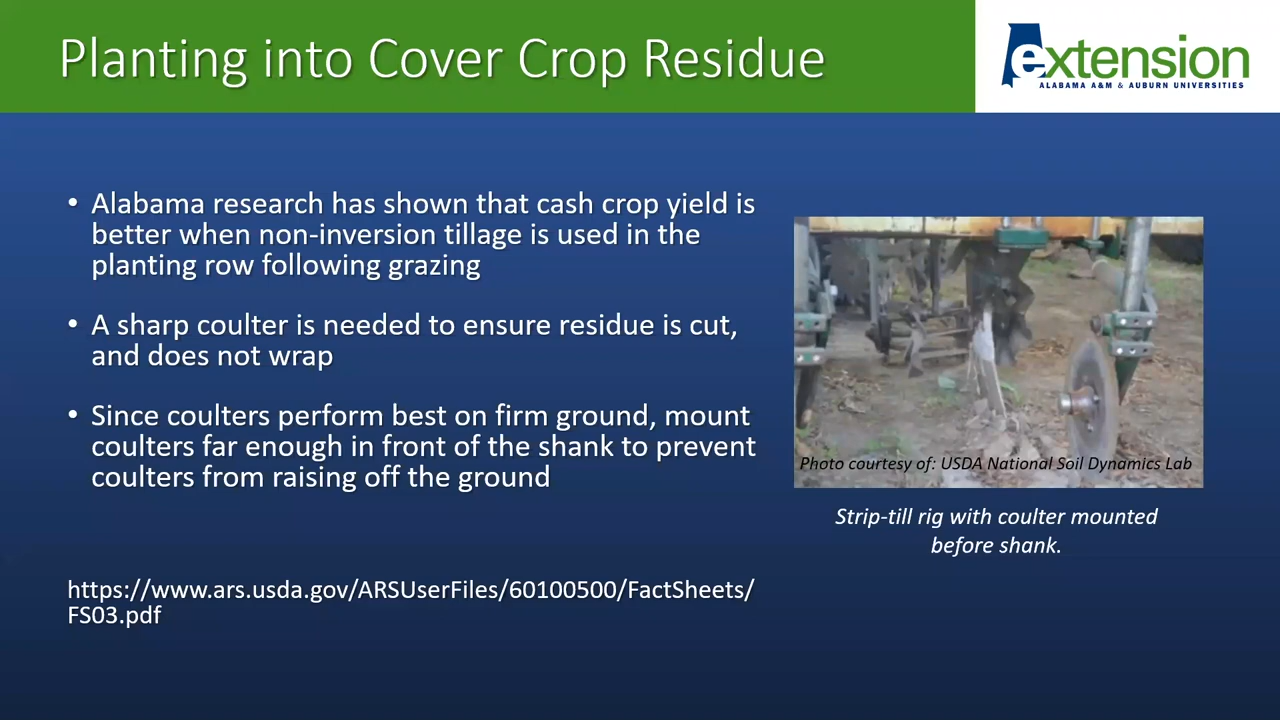 Planting into Cover Crop Residue
extension
ALABAMA A&M & AUBURN UNIVERSITIES
• Alabama research has shown that cash crop yield is
better when non-inversion tillage is used in the
planting row following grazing
• A sharp coulter is needed to ensure residue is cut,
and does not wrap
• Since coulters perform best on firm ground, mount
coulters far enough in front of the shank to prevent
coulters from raising off the ground
https://www.ars.usda.gov/ARSUserFiles/60100500/FactSheets/
FS03.pdf
Photo courtesy of: USDA National Soil Dynamics Lab
Strip-till rig with coulter mounted
before shank.